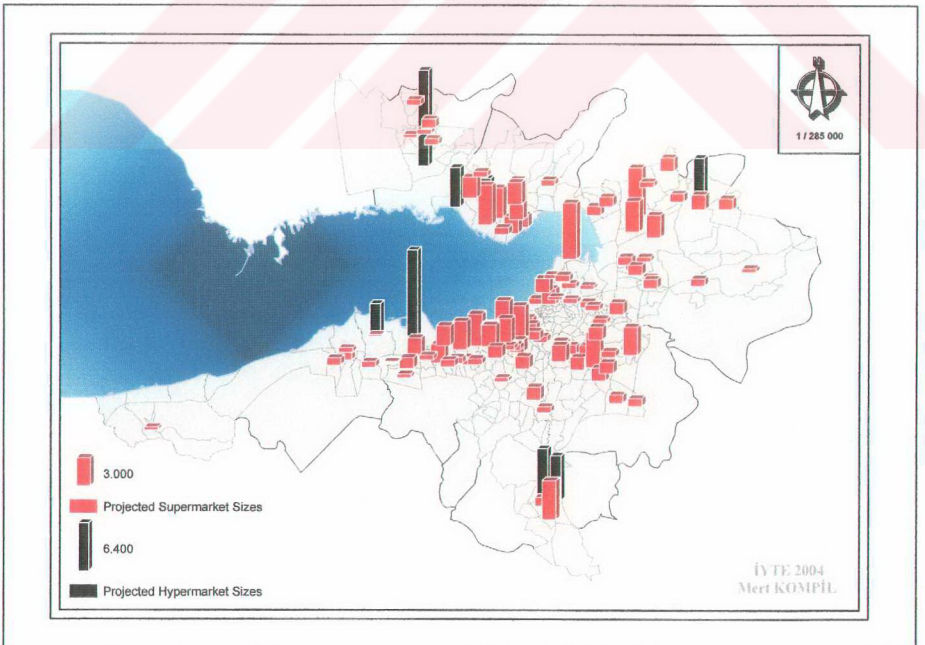 1 / 285 000
3.000
Projected Supermarket Sizes
6.400
Projected Hypermarket Sizes
İYTE 2004
Mert KOMPİL